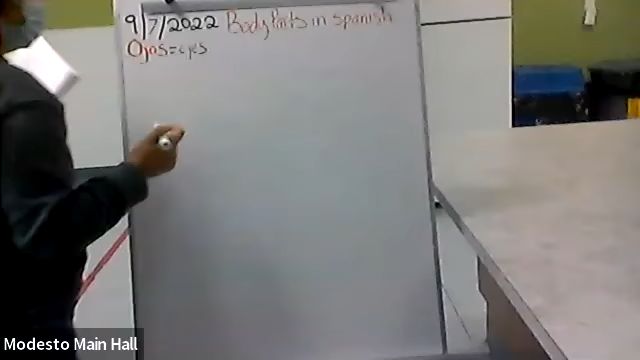 9/7/2022 Body Parts in Spanish
Ojos = eyes
Modesto Main Hall